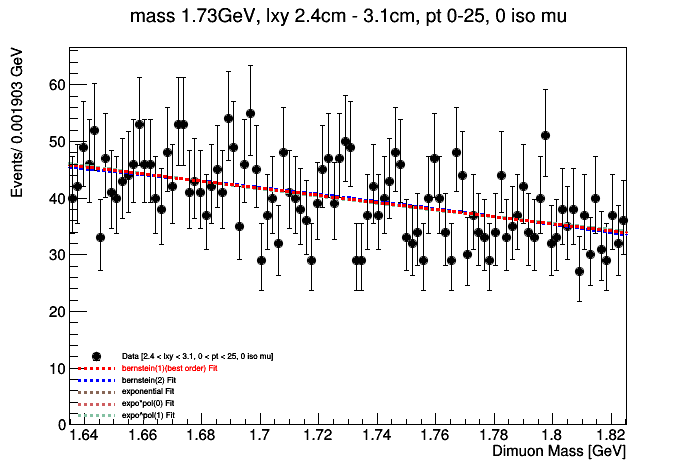 mass 1.73GeV, lxy 2.4cm - 3.1cm, pt 0-25, 0 iso mu
Events/ 0.001903 GeV
60
50
40
30
20
10
0
Data [2.4 < lxy < 3.1, 0 < pt < 25, 0 iso mu]
bernstein(1)(best order) Fit
bernstein(2) Fit
exponential Fit
expo*pol(0) Fit
expo*pol(1) Fit
1.64 1.66 1.68 1.7 1.72 1.74 1.76 1.78 1.8 1.82
Dimuon Mass [GeV]